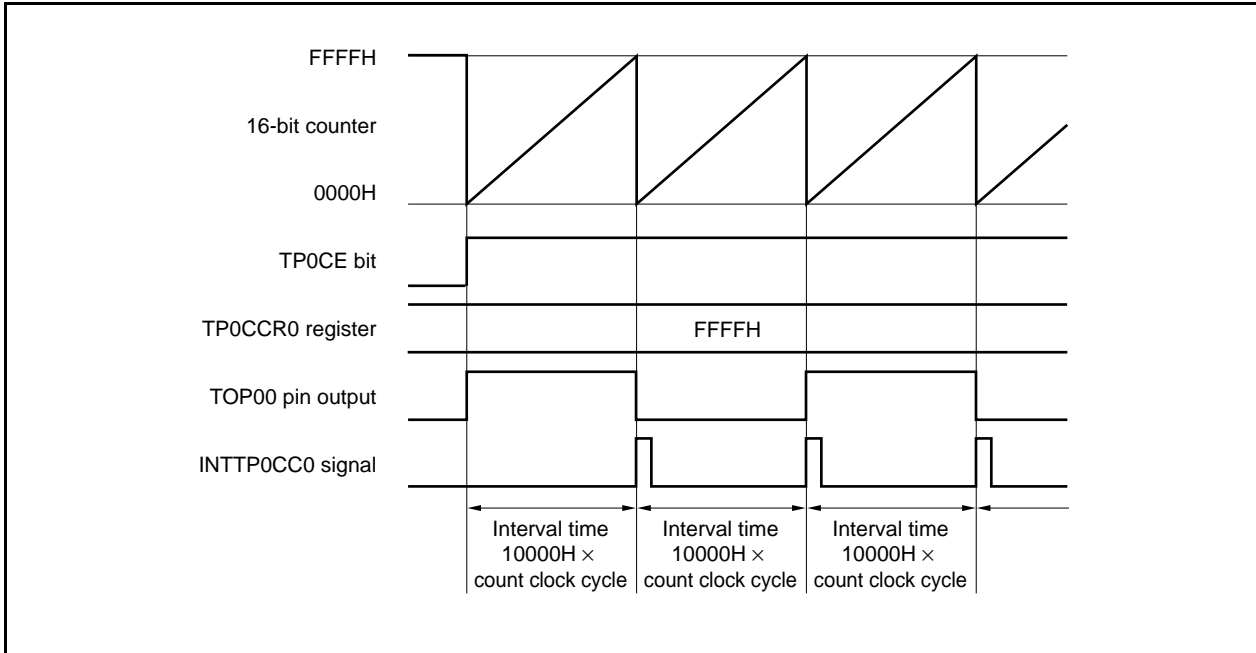 FFFFH
16-bit counter
0000H
TP0CE bit
TP0CCR0 register
FFFFH
TOP00 pin output
INTTP0CC0 signal
Interval time
10000H ×
count clock cycle
Interval time
10000H ×
count clock cycle
Interval time
10000H ×
count clock cycle